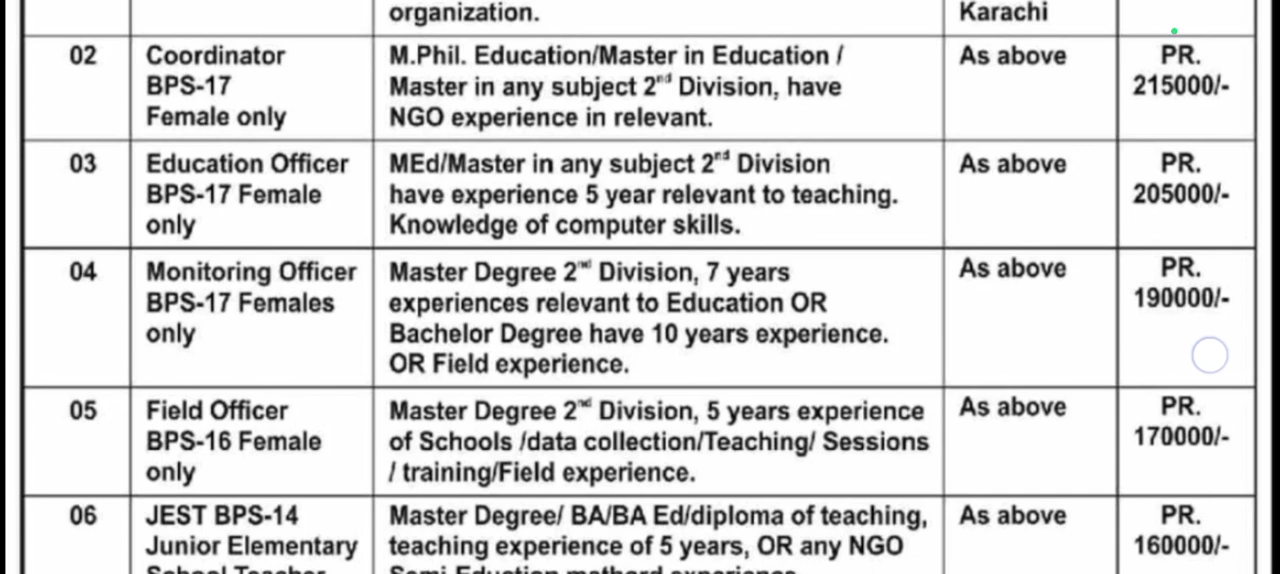 organization.
Karachi
02
Coordinator
BPS-17
Female only
M.Phil. Education/Master in Education /
Master in any subject 2nd Division, have
NGO experience in relevant.
As above
PR.
215000/-
03
Education Officer
BPS-17 Female
only
MEd/Master in any subject 2nd Division
have experience 5 year relevant to teaching.
Knowledge of computer skills.
As above
PR.
205000/-
04
Monitoring Officer
BPS-17 Females
only
Master Degree 2nd Division, 7 years
experiences relevant to Education OR
Bachelor Degree have 10 years experience.
OR Field experience.
As above
PR.
190000/-
05
Field Officer
BPS-16 Female
only
Master Degree 2nd Division, 5 years experience
of Schools /data collection/Teaching/ Sessions
/ training/Field experience.
As above
PR.
170000/-
06
JEST BPS-14
Junior Elementary
School Teacher
Master Degree/ BA/BA Ed/diploma of teaching,
teaching experience of 5 years, OR any NGO
As above
PR.
160000/-